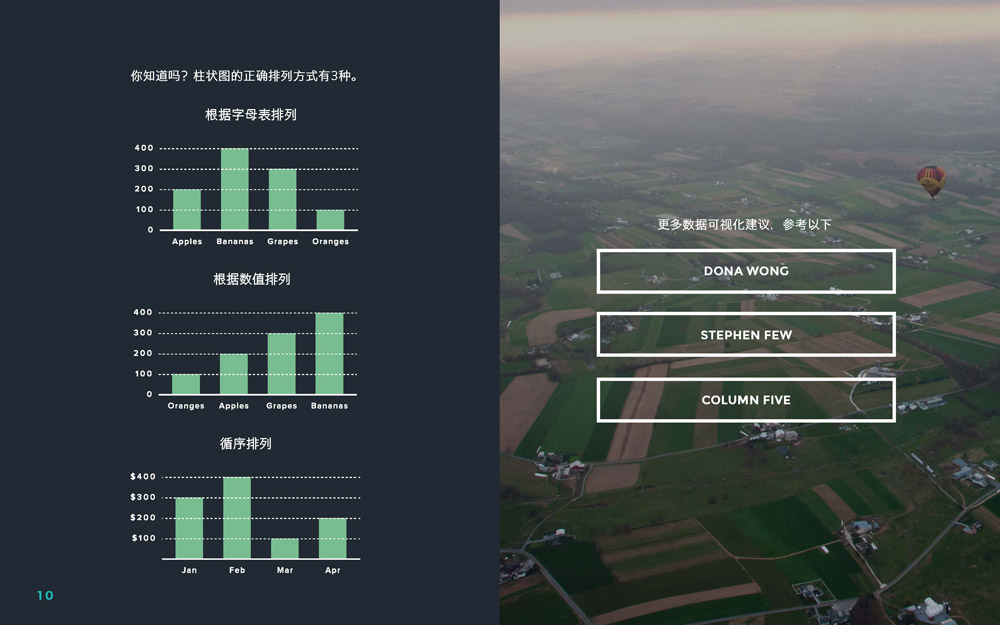 你知道吗？柱状图的正确排列方式有3种。
根据字母表排列
400
300
200
100
0
Apples Bananas Grapes Oranges
根据数值排列
400
300
200
100
0
Oranges Apples Grapes Bananas
循序排列
$400
$300
$200
$100
Jan Feb Mar Apr
10
更多数据可视化建议，参考以下
DONA WONG
STEPHEN FEW
COLUMN FIVE